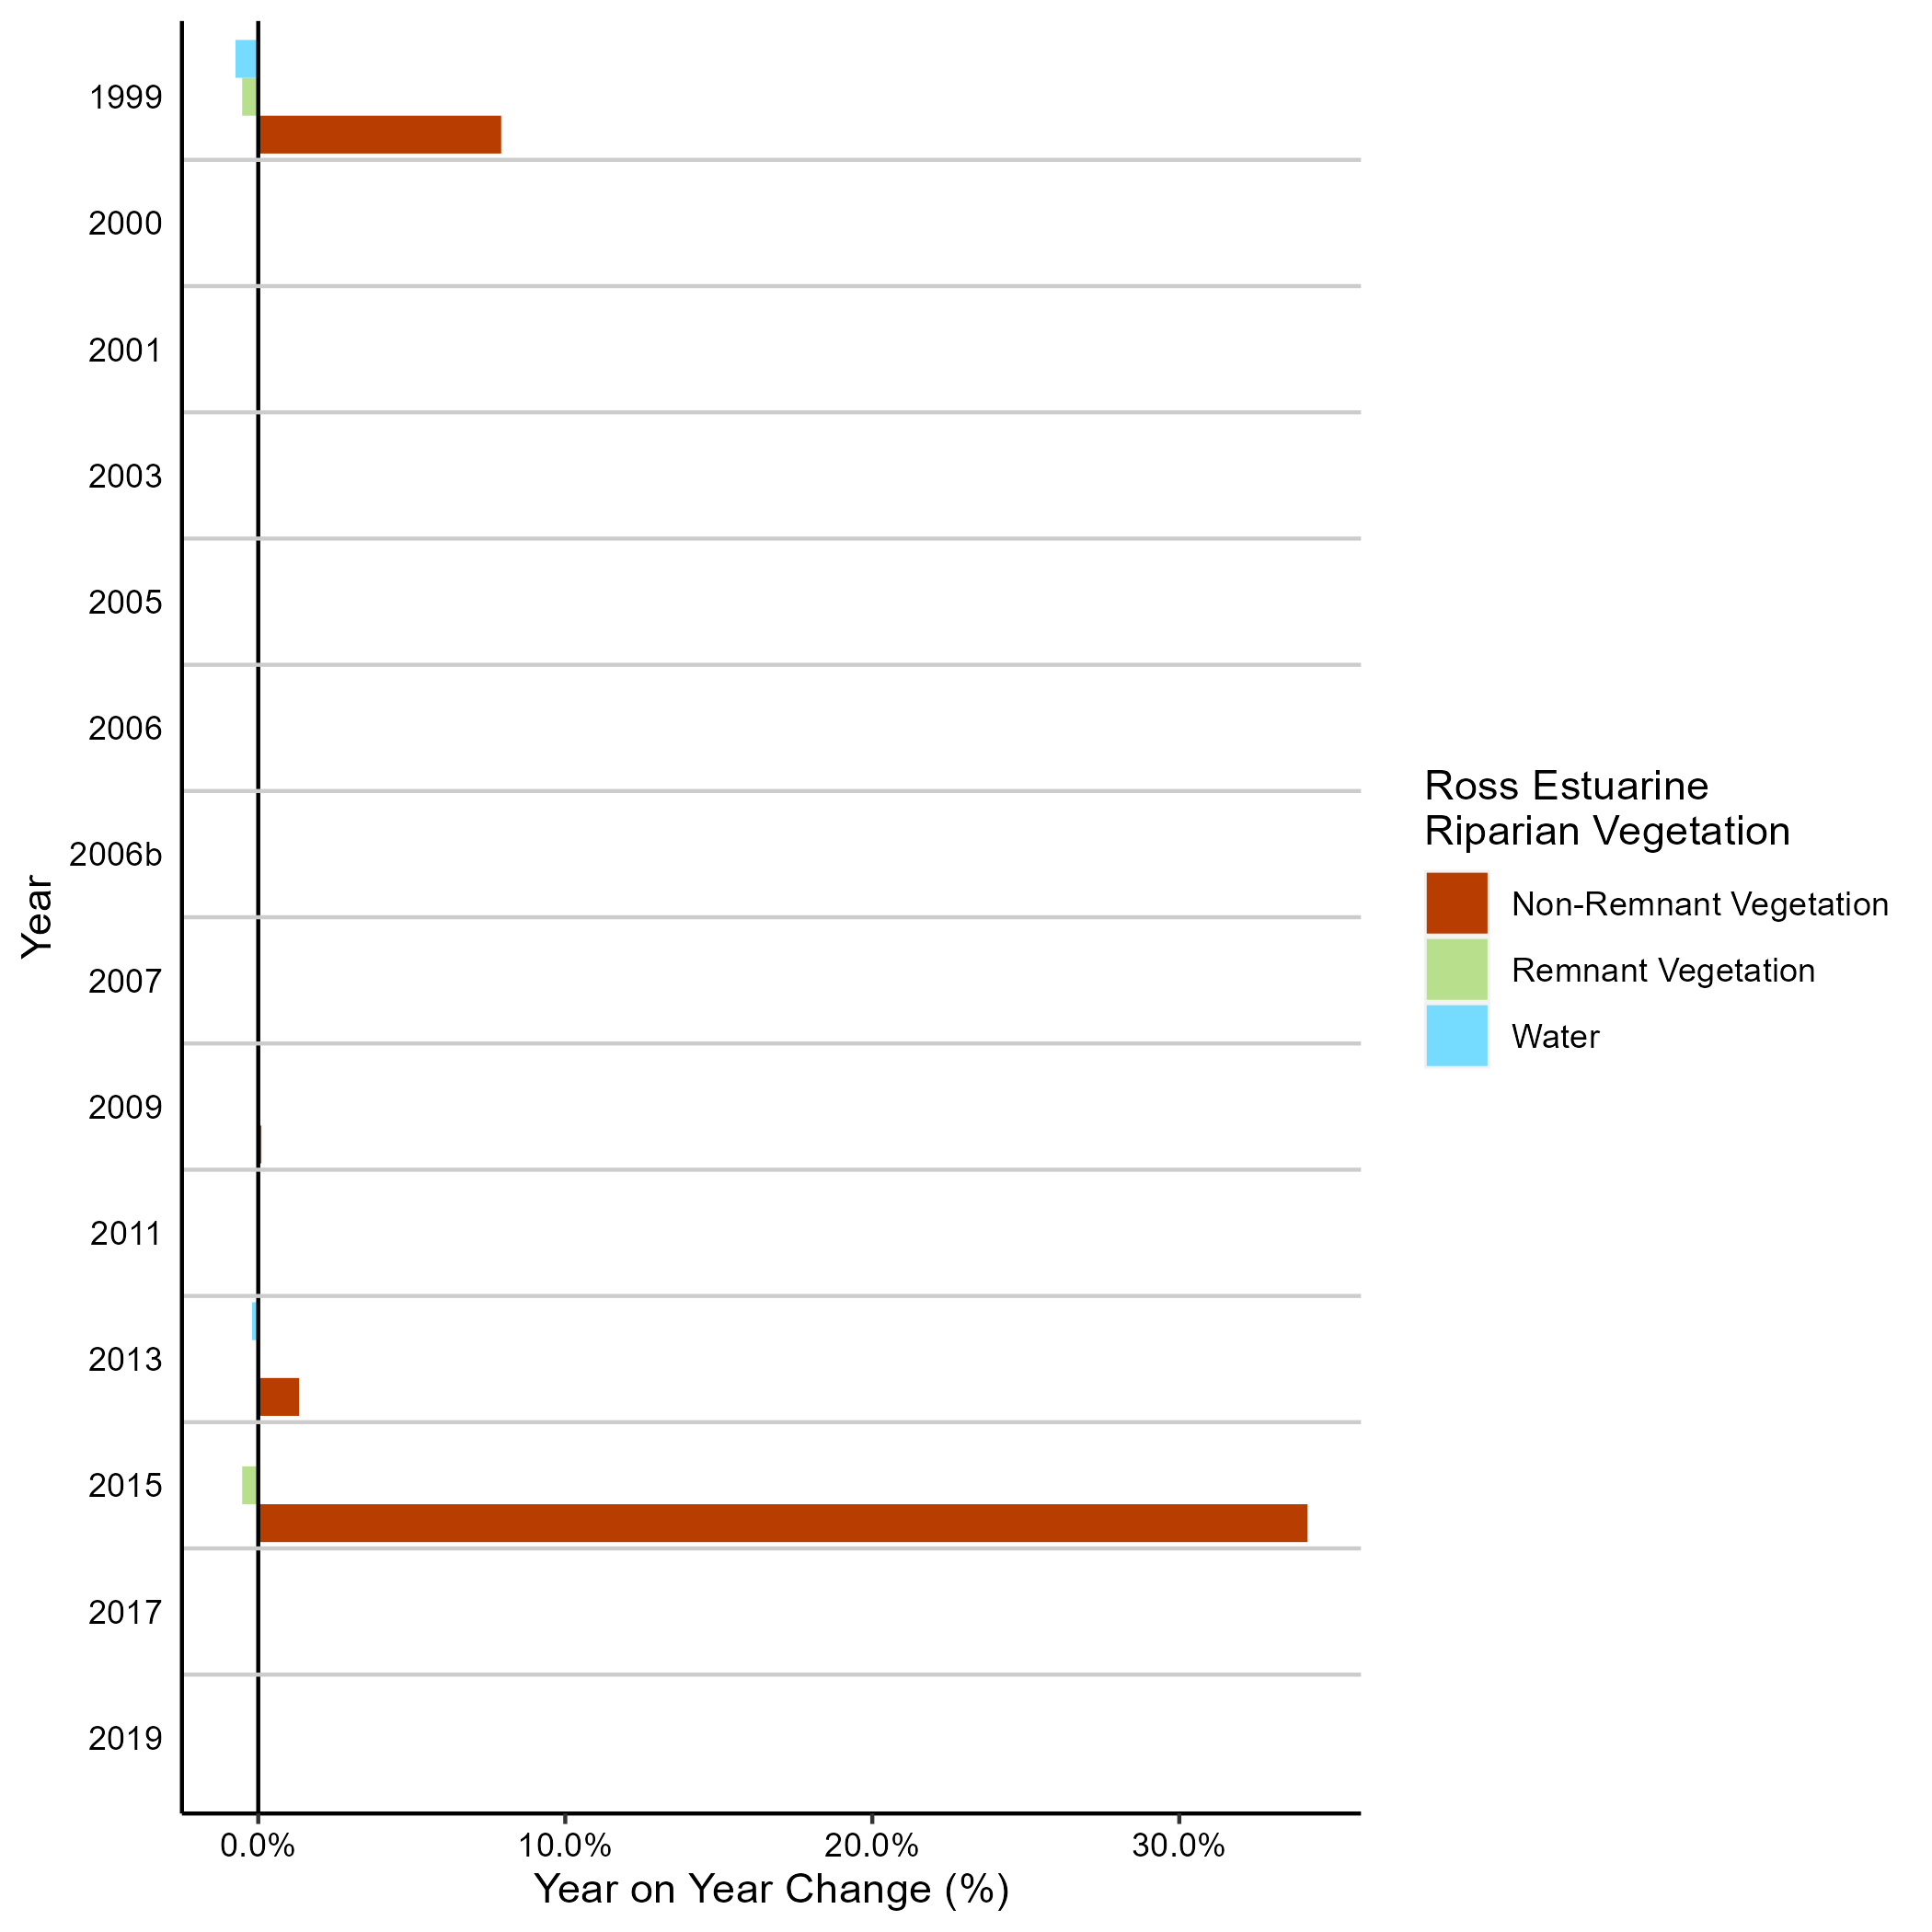 1999
2000
2001
2003
2005
2006
2006b
2007
2009
2011
2013
2015
2017
2019
Year
0.0%
10.0%
20.0%
30.0%
Year on Year Change (%)
Ross Estuarine
Riparian Vegetation
Non-Remnant Vegetation
Remnant Vegetation
Water